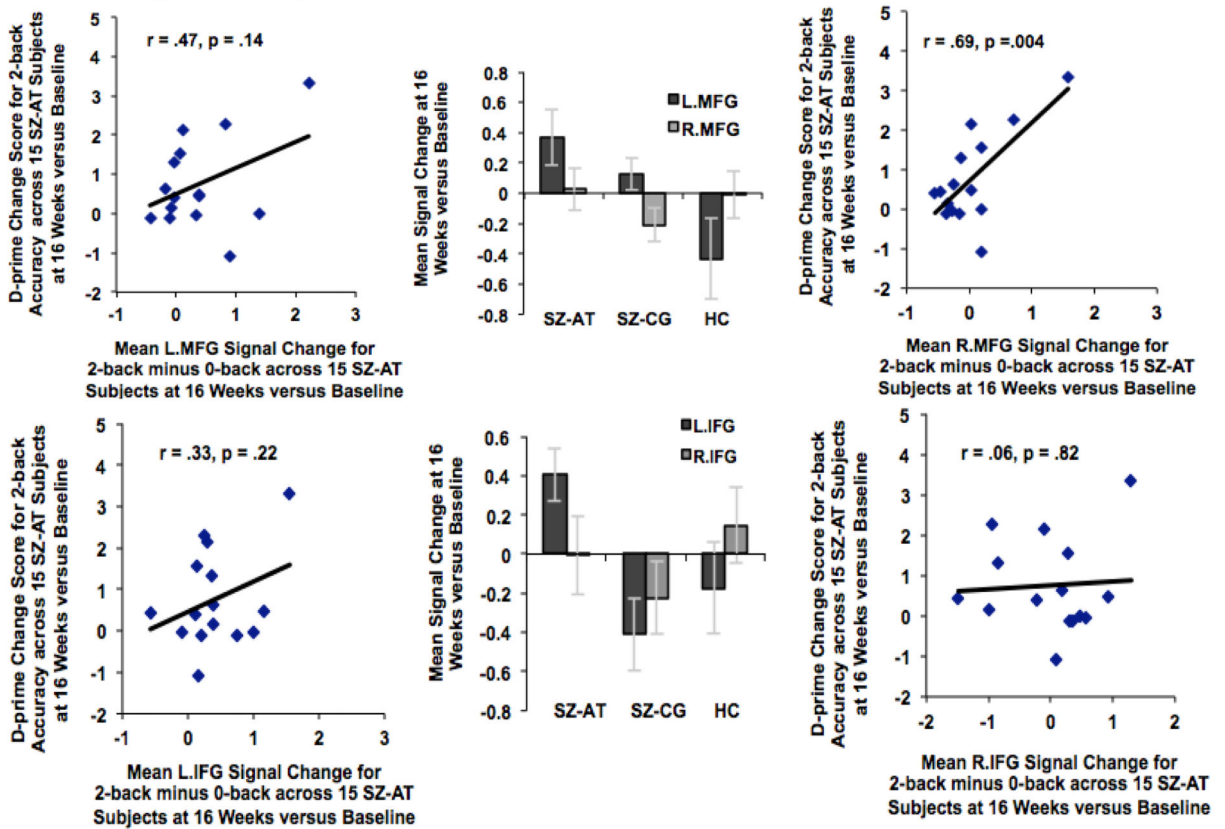 D-prime Change Score for 2-back
Accuracy across 15 SZ-AT Subjects
at 16 Weeks versus Baseline
5
4
3
2
1
0
-1
-2
r = .47, p = .14
-1
0
1
2
3
Mean L.MFG Signal Change for
2-back minus 0-back across 15 SZ-AT
Subjects at 16 Weeks versus Baseline
Mean Signal Change at 16
Weeks versus Baseline
0.8
0.6
0.4
0.2
0
-0.2
-0.4
-0.6
-0.8
L.MFG
R.MFG
SZ-AT
SZ-CG
HC
D-prime Change Score for 2-back
Accuracy across 15 SZ-AT Subjects
at 16 Weeks versus Baseline
5
4
3
2
1
0
-1
-2
r = .69, p =.004
-1
0
1
2
3
Mean R.MFG Signal Change for
2-back minus 0-back across 15 SZ-AT
Subjects at 16 Weeks versus Baseline
D-prime Change Score for 2-back
Accuracy across 15 SZ-AT Subjects
at 16 Weeks versus Baseline
5
4
3
2
1
0
-1
-2
r = .33, p = .22
-1
0
1
2
3
Mean L.IFG Signal Change for
2-back minus 0-back across 15 SZ-AT
Subjects at 16 Weeks versus Baseline
Mean Signal Change at 16
Weeks versus Baseline
0.6
0.4
0.2
0
-0.2
-0.4
-0.6
-0.8
L.IFG
R.IFG
SZ-AT
SZ-CG
HC
D-prime Change Score for 2-back
Accuracy across 15 SZ-AT Subjects
at 16 Weeks versus Baseline
5
4
3
2
1
0
-1
-2
r = .06, p = .82
-2
-1
0
1
2
Mean R.IFG Signal Change for
2-back minus 0-back across 15 SZ-AT
Subjects at 16 Weeks versus Baseline